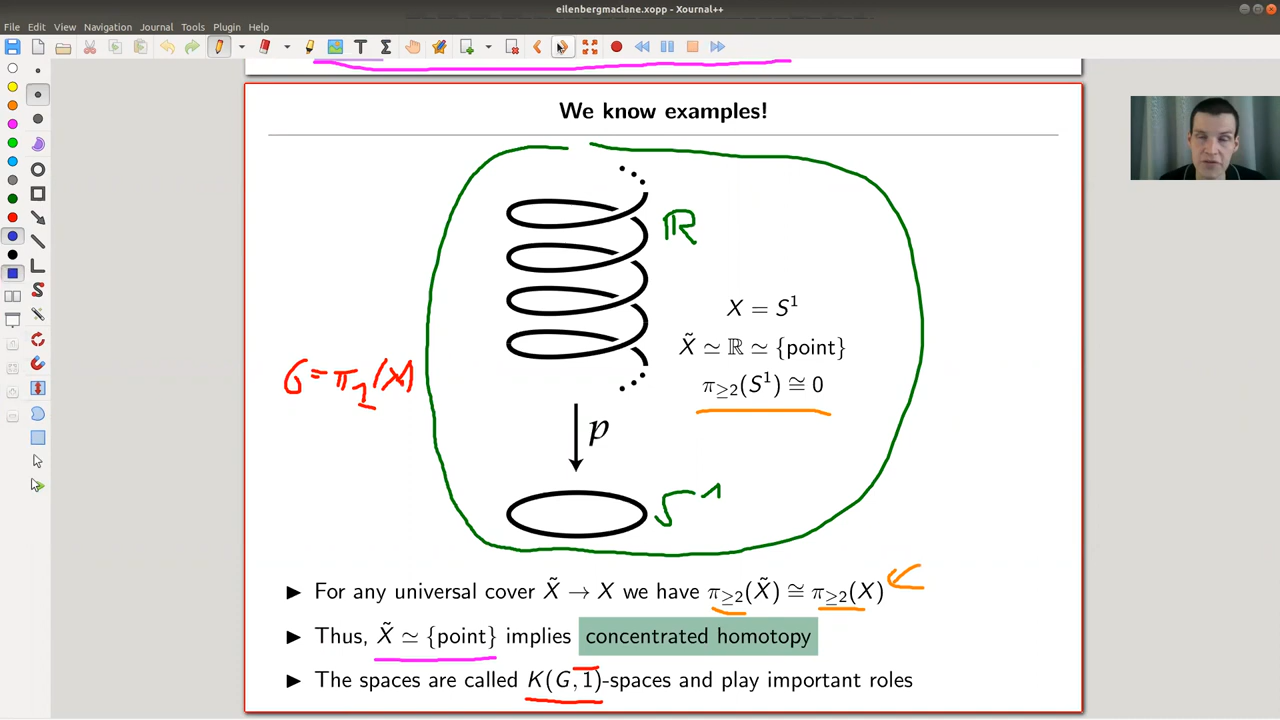 eilenbergmaclane.xopp - Xournal++
File Edit View Navigation Journal Tools Plugin Help
We know examples!
ℝ
X = S¹
X̃ ≃ ℝ ≃ {point}
π≥2(S¹) ≅ 0
G = π1(X)
p
S¹
▶ For any universal cover X̃ → X we have π≥2(X̃) ≅ π≥2(X)
▶ Thus, X̃ ≃ {point} implies concentrated homotopy
▶ The spaces are called K(G, 1)-spaces and play important roles